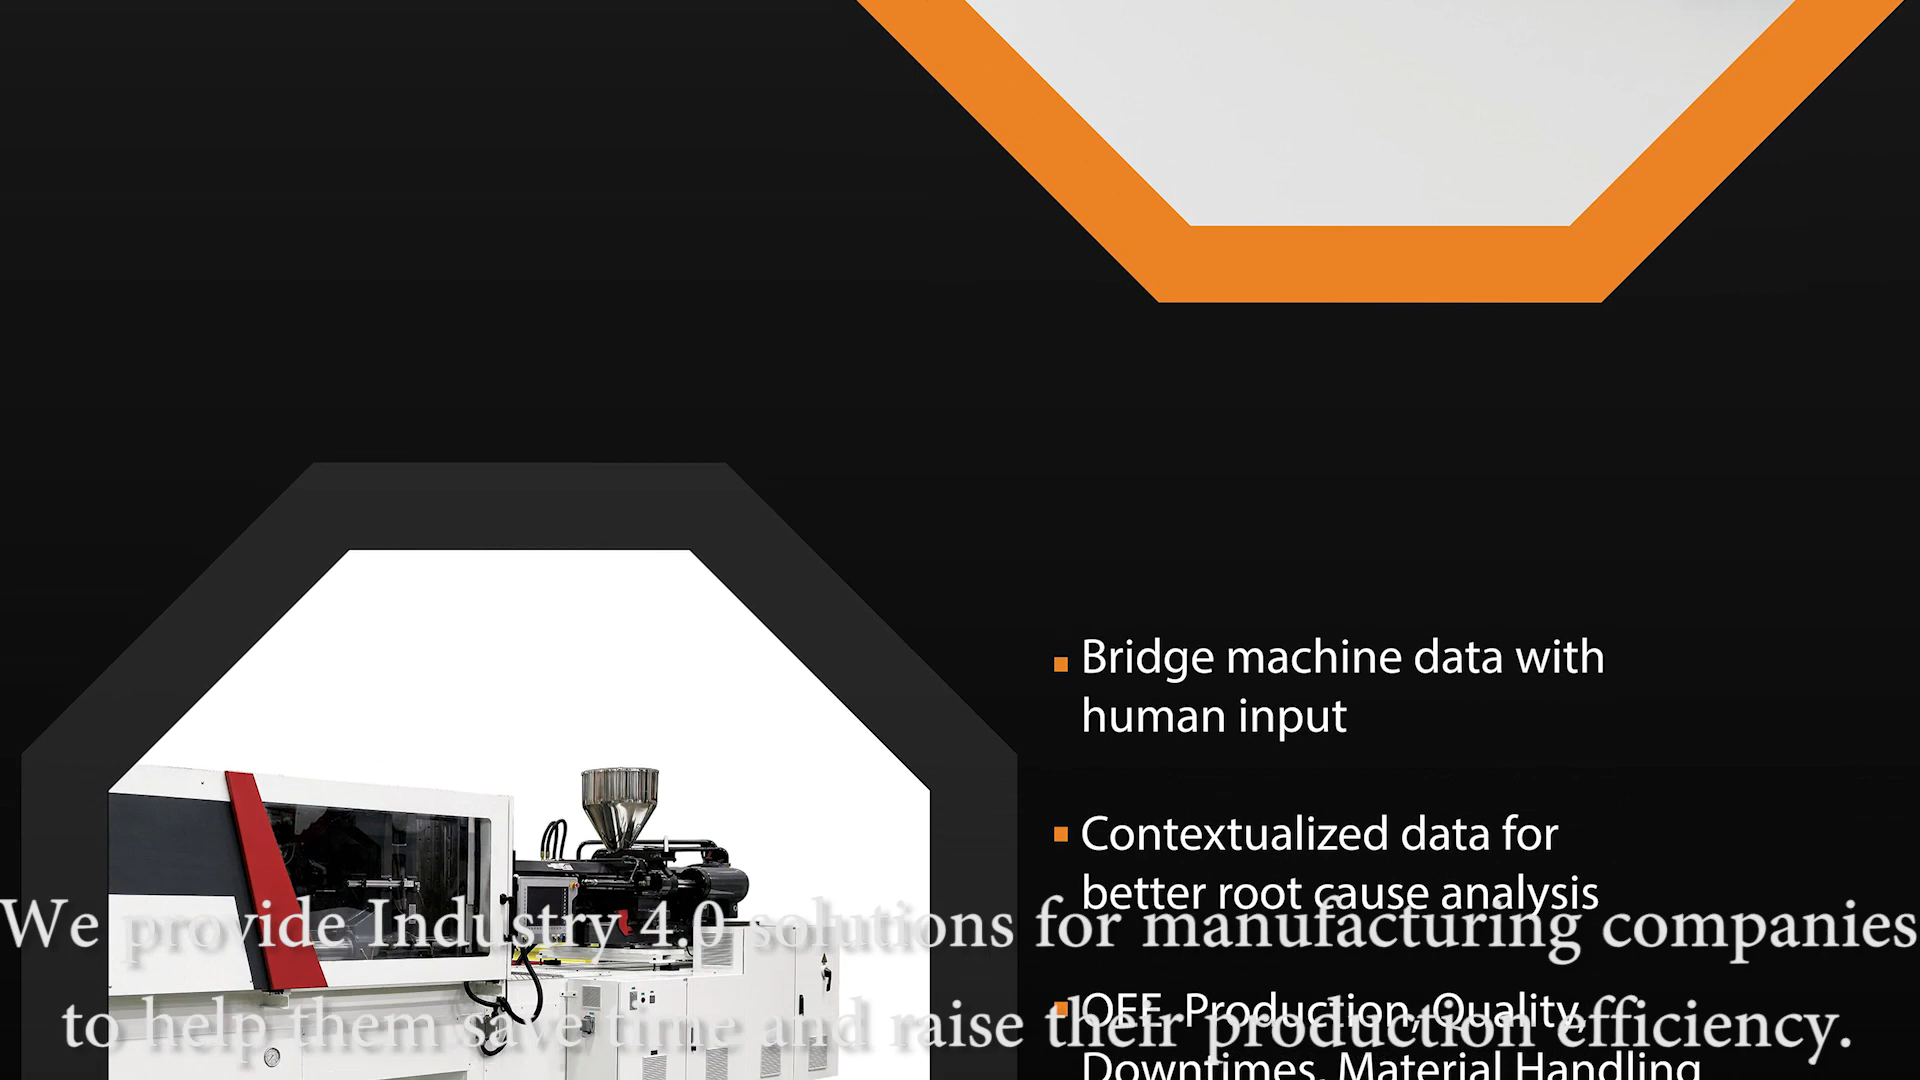 Bridge machine data with
human input
Contextualized data for
better root cause analysis
OEE, Production, Quality,
Downtimes, Material Handling
We provide Industry 4.0 solutions for manufacturing companies
to help them save time and raise their production efficiency.